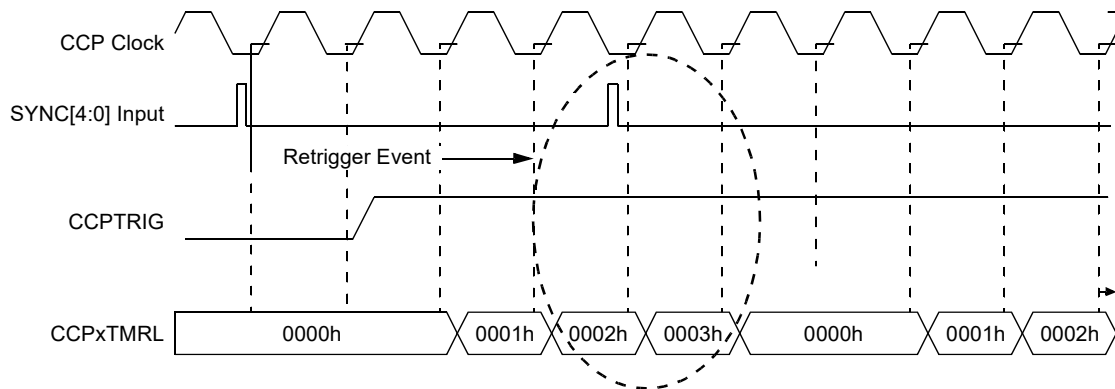 CCP Clock
SYNC[4:0] Input
Retrigger Event
CCPTRIG
CCPxTMRL
0000h
0001h
0002h
0003h
0000h
0001h
0002h